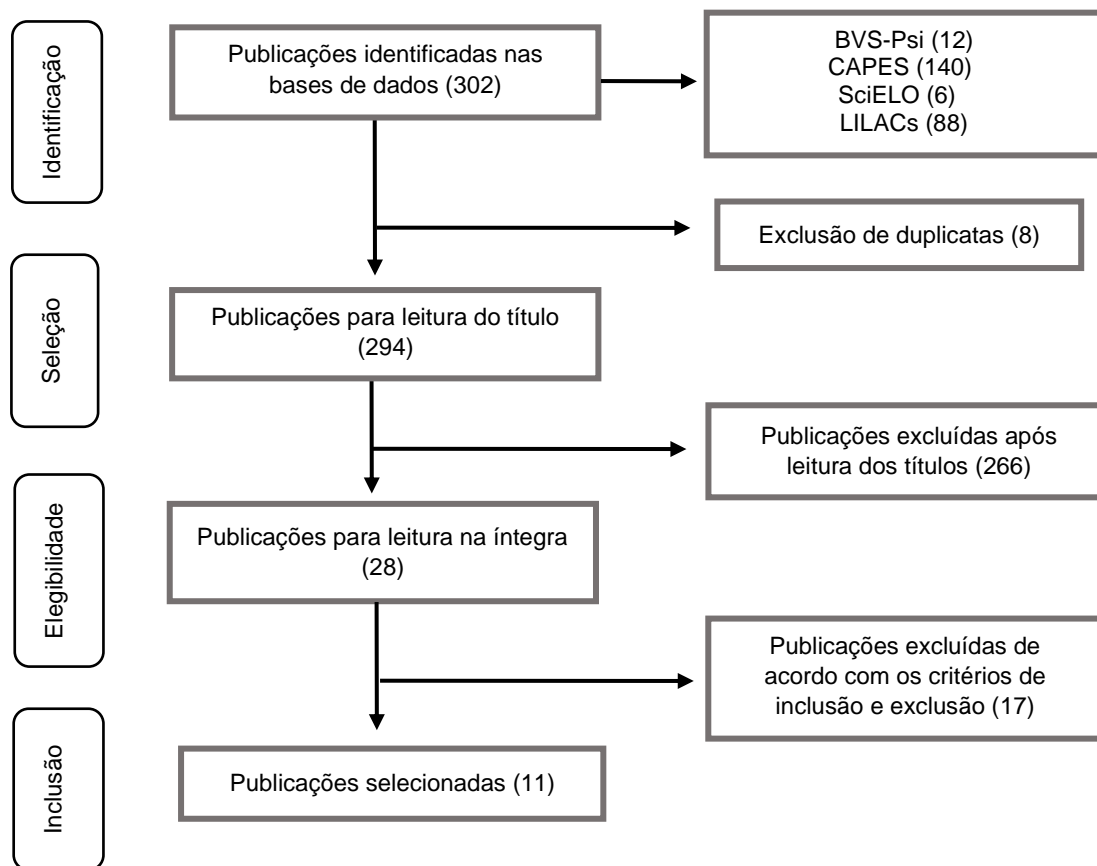 Identificação
Publicações identificadas nas
bases de dados (302)
BVS-Psi (12)
CAPES (140)
SciELO (6)
LILACs (88)
Exclusão de duplicatas (8)
Seleção
Publicações para leitura do título
(294)
Publicações excluídas após
leitura dos títulos (266)
Elegibilidade
Publicações para leitura na íntegra
(28)
Publicações excluídas de
acordo com os critérios de
inclusão e exclusão (17)
Inclusão
Publicações selecionadas (11)